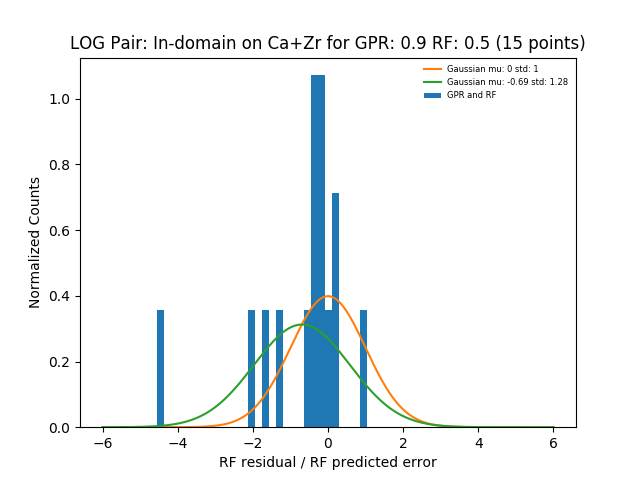 LOG Pair: In-domain on Ca+Zr for GPR: 0.9 RF: 0.5 (15 points)
Gaussian mu: 0 std: 1
Gaussian mu: -0.69 std: 1.28
GPR and RF
1.0
0.8
0.6
0.4
0.2
0.0
Normalized Counts
−6 −4 −2 0 2 4 6
RF residual / RF predicted error